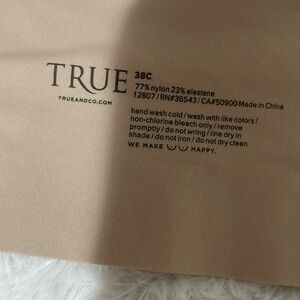 TRUE
TRUEANDCO.COM
38C
77% nylon 23% elastane
12807 / RN#36543 / CA#50900 Made in China
hand wash cold / wash with like colors /
non-chlorine bleach only / remove
promptly / do not wring / line dry in
shade / do not iron / do not dry clean
WE MAKE HAPPY.